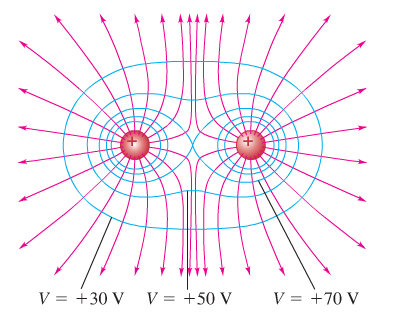 + +
V = +30 V V = +50 V V = +70 V